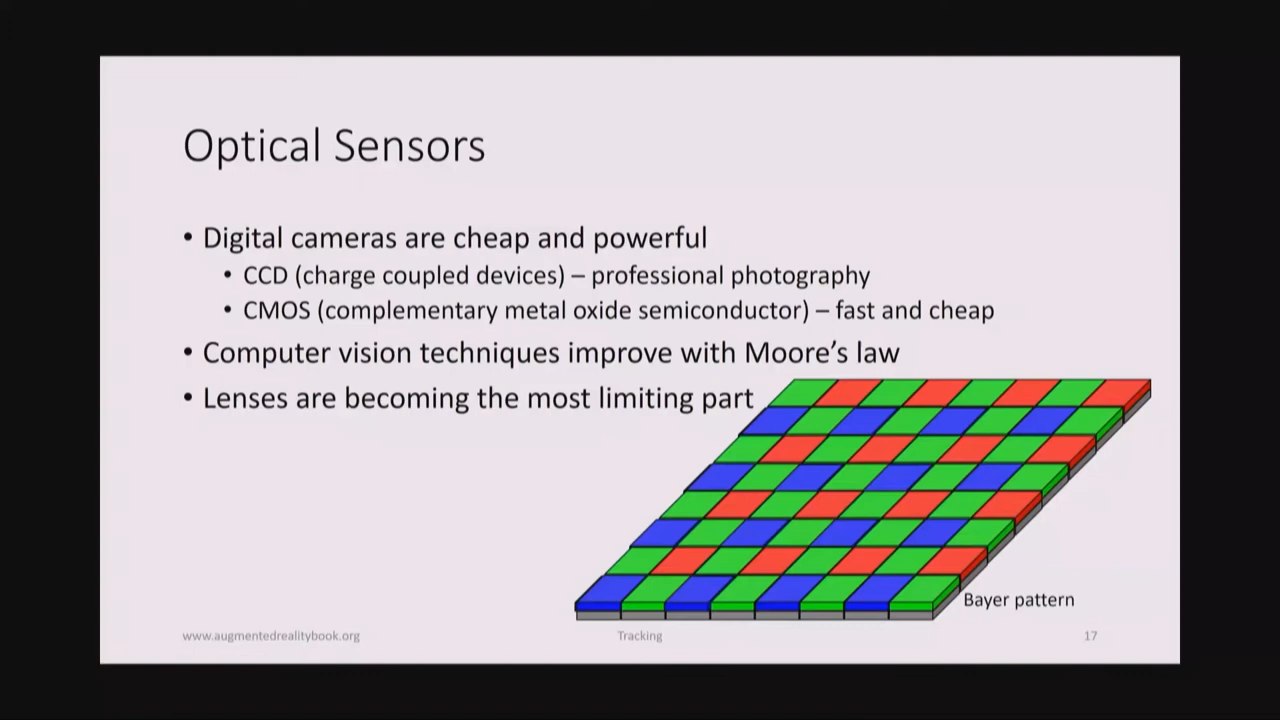 Optical Sensors
• Digital cameras are cheap and powerful
• CCD (charge coupled devices) – professional photography
• CMOS (complementary metal oxide semiconductor) – fast and cheap
• Computer vision techniques improve with Moore’s law
• Lenses are becoming the most limiting part
Bayer pattern
www.augmentedrealitybook.org
Tracking
17